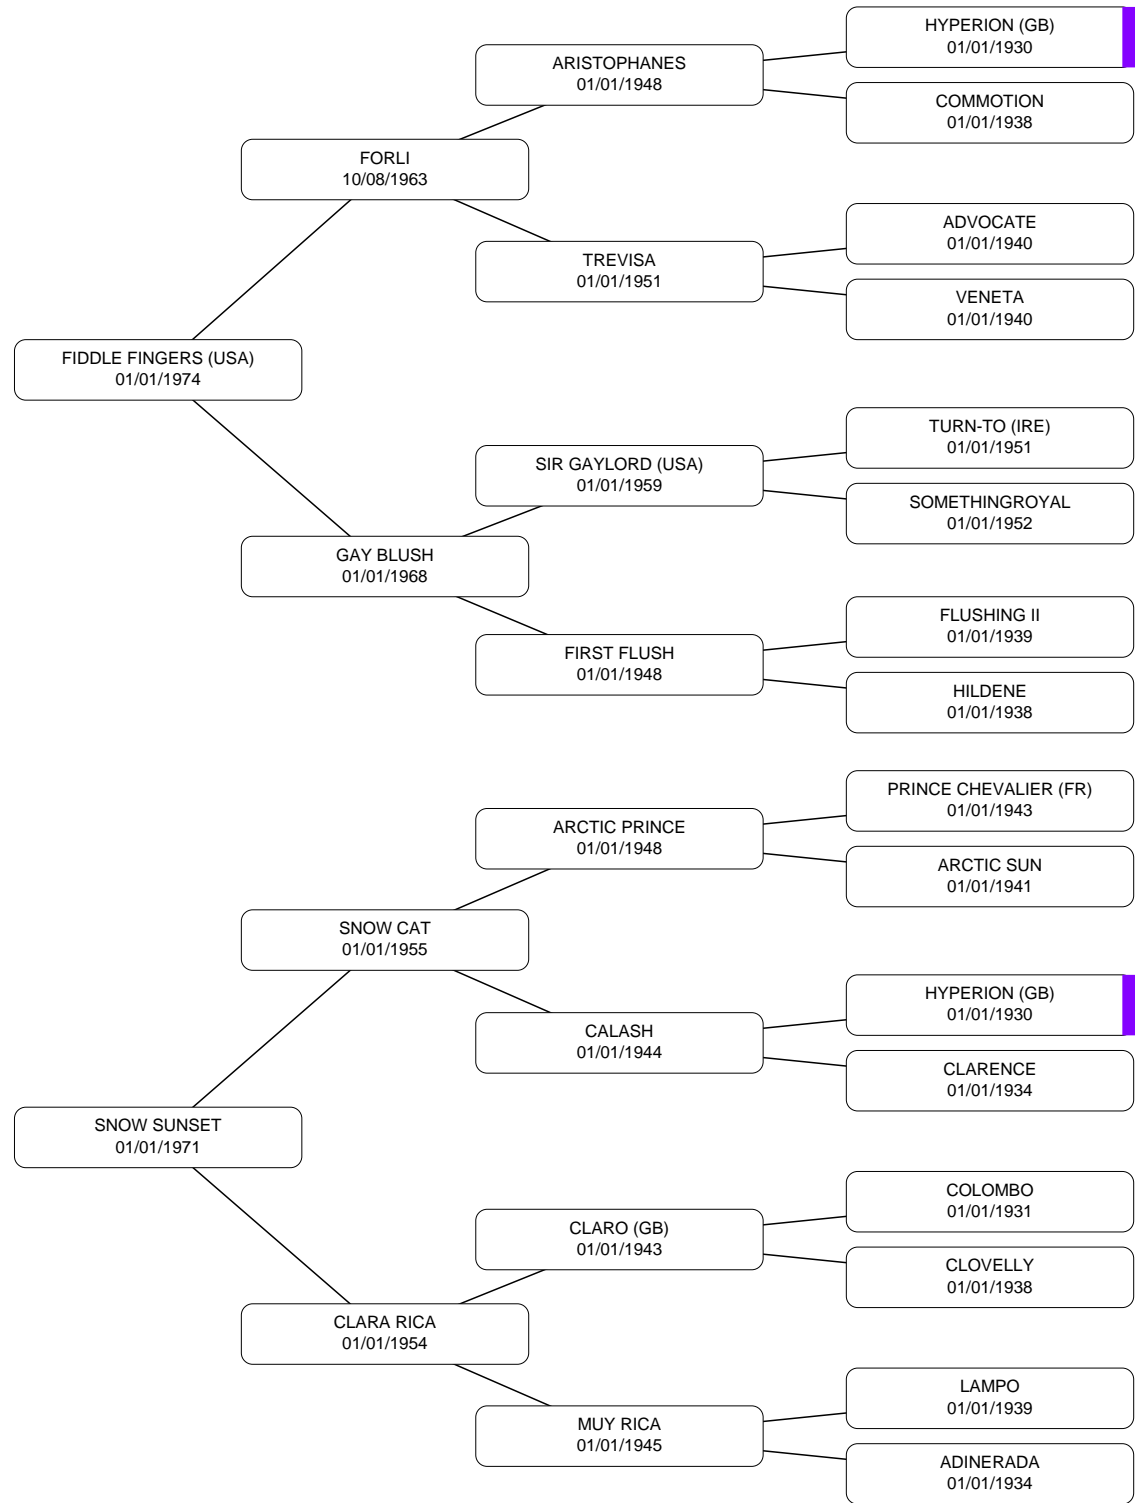 HYPERION (GB)
01/01/1930
ARISTOPHANES
01/01/1948
COMMOTION
01/01/1938
FORLI
10/08/1963
ADVOCATE
01/01/1940
TREVISA
01/01/1951
VENETA
01/01/1940
FIDDLE FINGERS (USA)
01/01/1974
TURN-TO (IRE)
01/01/1951
SIR GAYLORD (USA)
01/01/1959
SOMETHINGROYAL
01/01/1952
GAY BLUSH
01/01/1968
FLUSHING II
01/01/1939
FIRST FLUSH
01/01/1948
HILDENE
01/01/1938
PRINCE CHEVALIER (FR)
01/01/1943
ARCTIC PRINCE
01/01/1948
ARCTIC SUN
01/01/1941
SNOW CAT
01/01/1955
HYPERION (GB)
01/01/1930
CALASH
01/01/1944
CLARENCE
01/01/1934
SNOW SUNSET
01/01/1971
COLOMBO
01/01/1931
CLARO (GB)
01/01/1943
CLOVELLY
01/01/1938
CLARA RICA
01/01/1954
LAMPO
01/01/1939
MUY RICA
01/01/1945
ADINERADA
01/01/1934